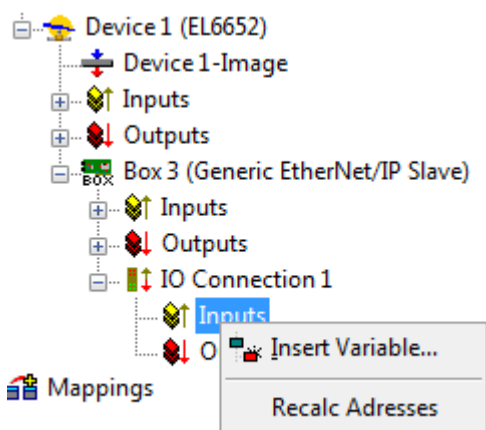 Device 1 (EL6652)
Device 1-Image
Inputs
Outputs
BOX Box 3 (Generic EtherNet/IP Slave)
Inputs
Outputs
IO Connection 1
Inputs
O Insert Variable...
Mappings
Recalc Adresses